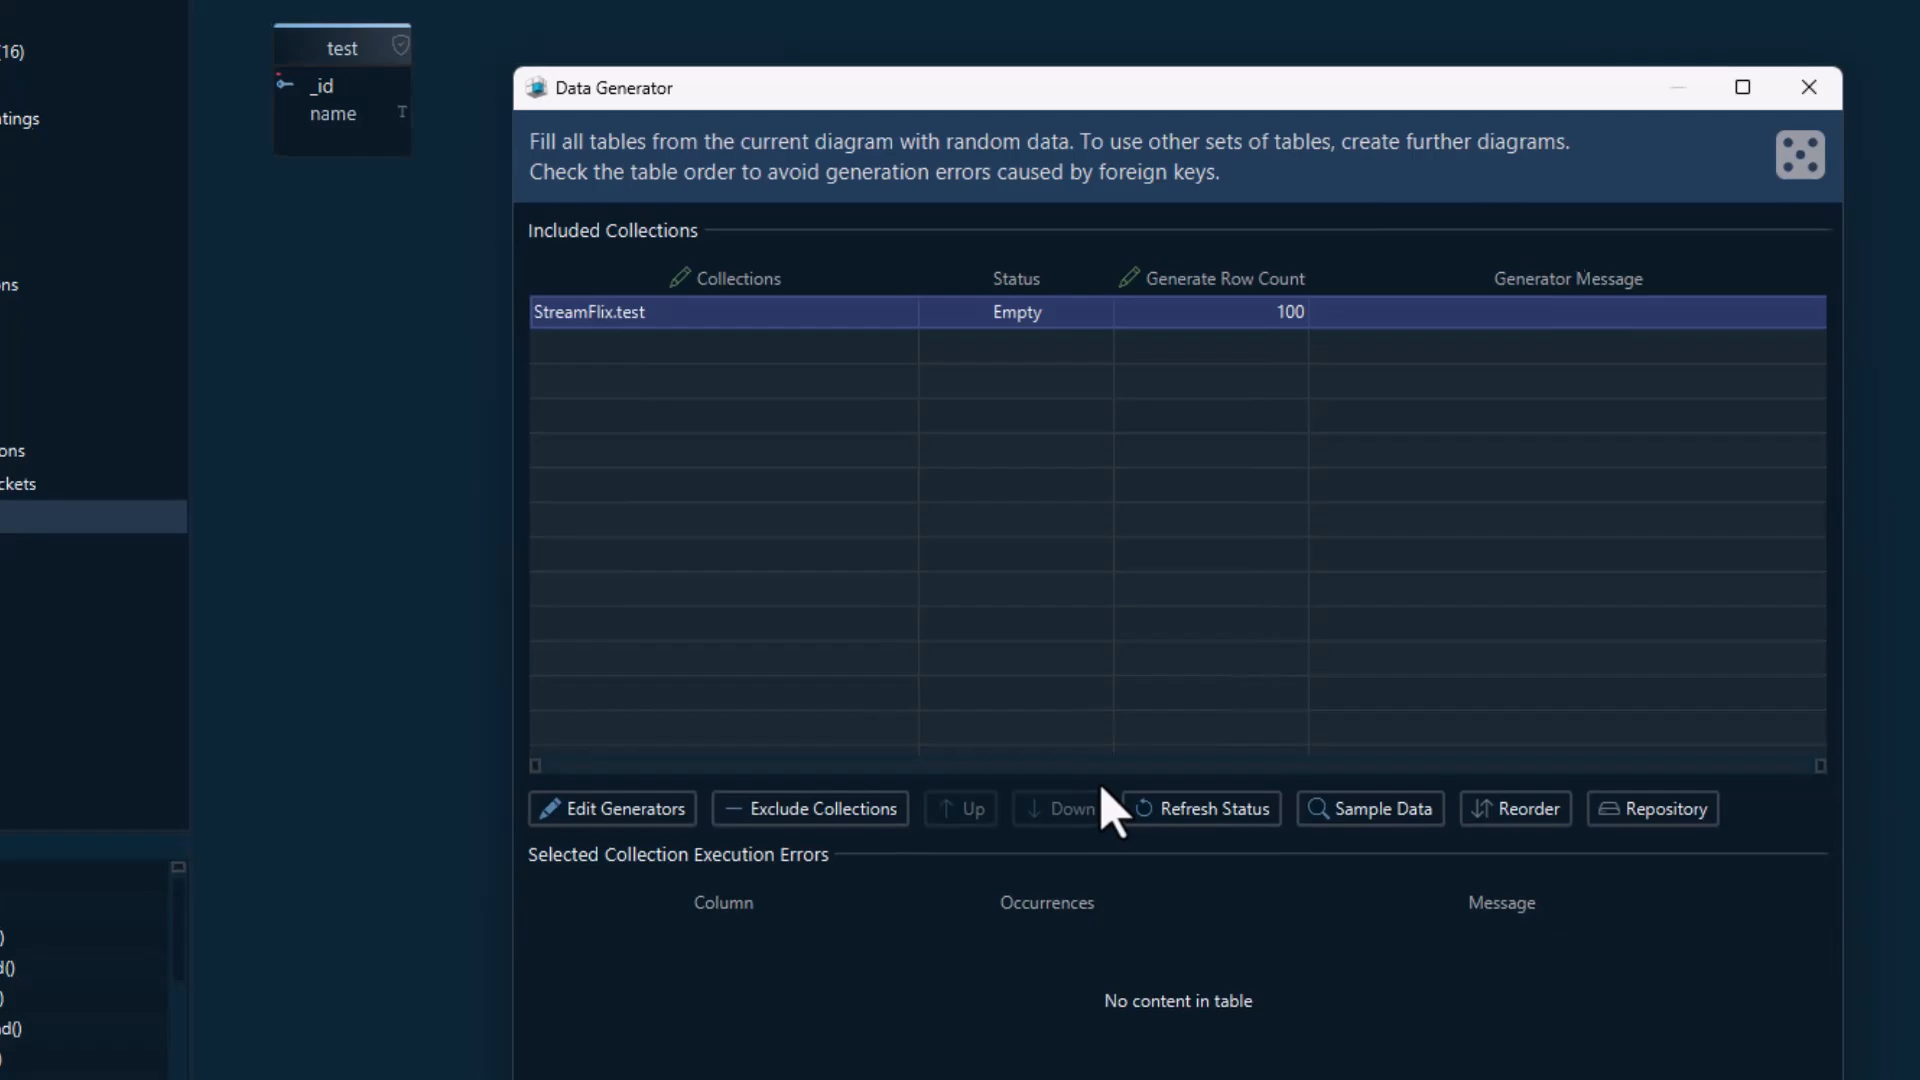 16)
tings
ns
ons
ckets
)
d()
)
d()
)
test
_id
name T
Data Generator
Fill all tables from the current diagram with random data. To use other sets of tables, create further diagrams.
Check the table order to avoid generation errors caused by foreign keys.
Included Collections
Collections Status Generate Row Count Generator Message
StreamFlix.test Empty 100
Edit Generators Exclude Collections Up Down Refresh Status Sample Data Reorder Repository
Selected Collection Execution Errors
Column Occurrences Message
No content in table